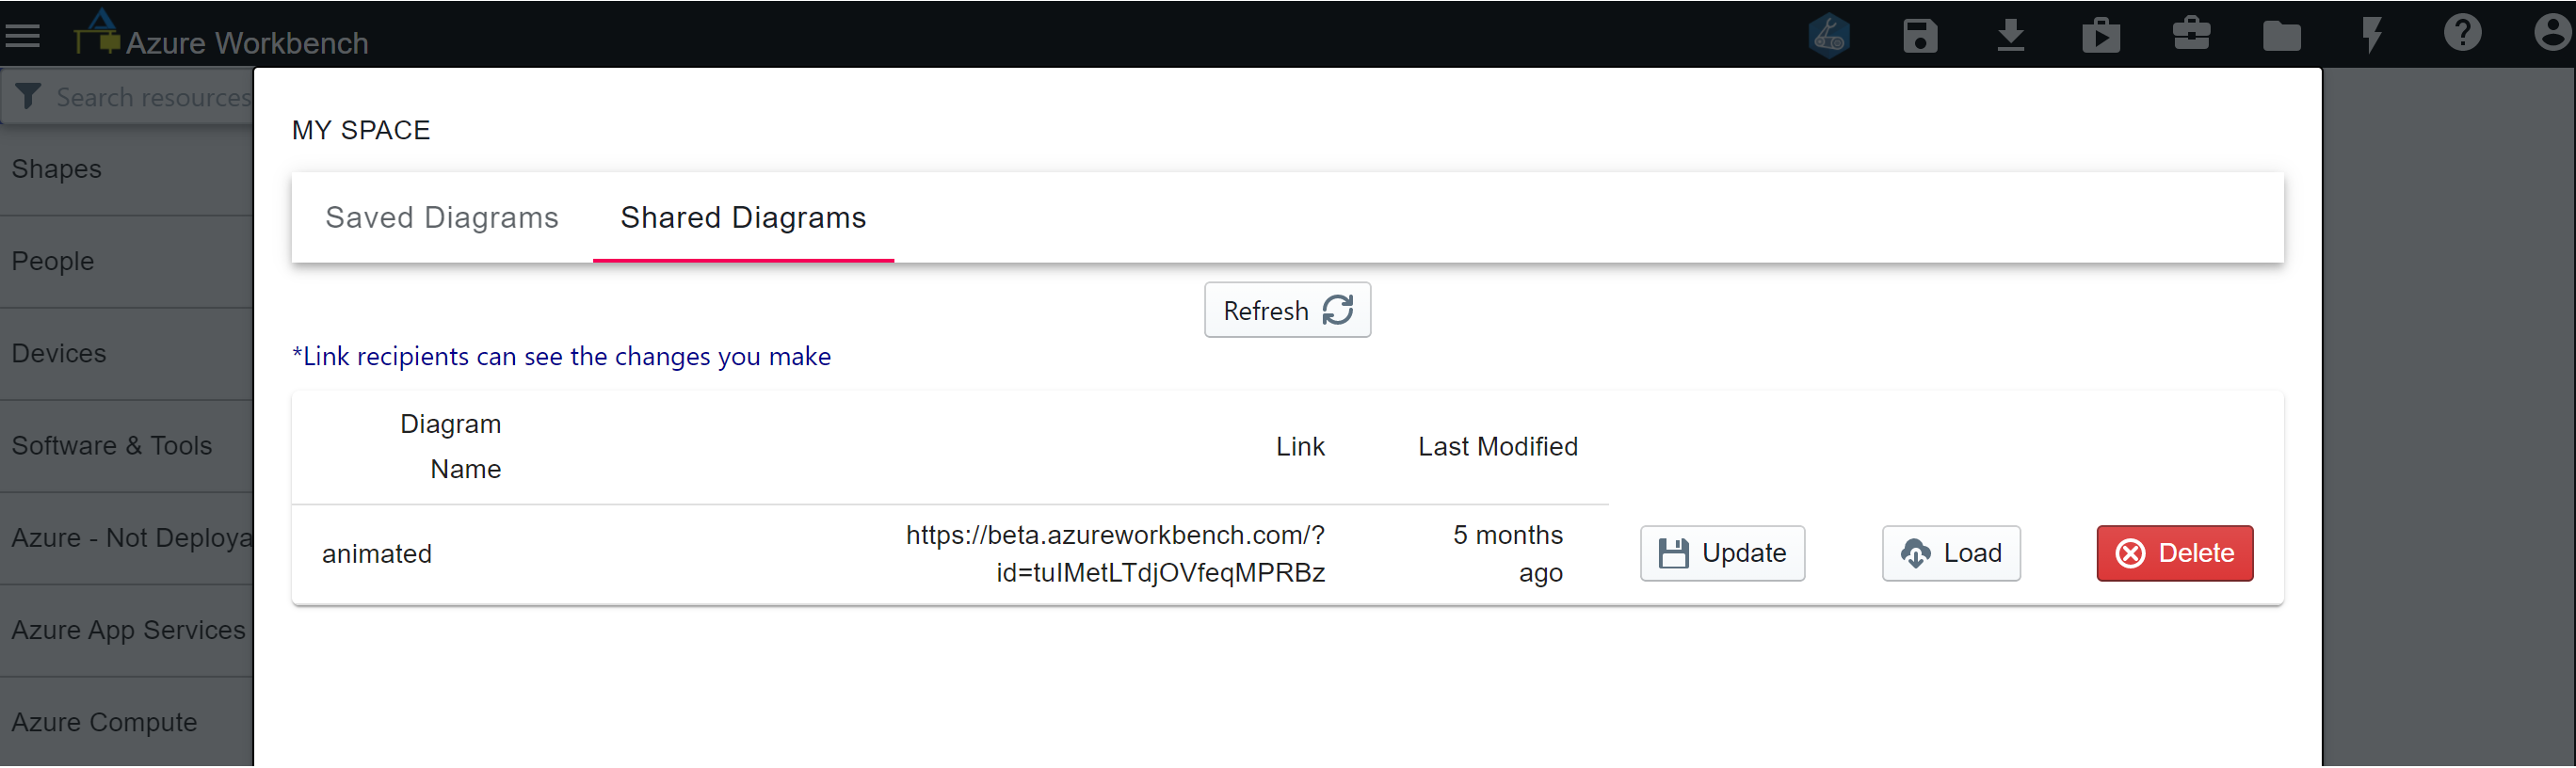 Azure Workbench
Search resources
Shapes
People
Devices
Software & Tools
Azure - Not Deploya
Azure App Services
Azure Compute
MY SPACE
Saved Diagrams
Shared Diagrams
Refresh
*Link recipients can see the changes you make
Diagram
Name
Link
Last Modified
animated
https://beta.azureworkbench.com/?
id=tuIMetLTdjOVfeqMPRBz
5 months
ago
Update
Load
Delete